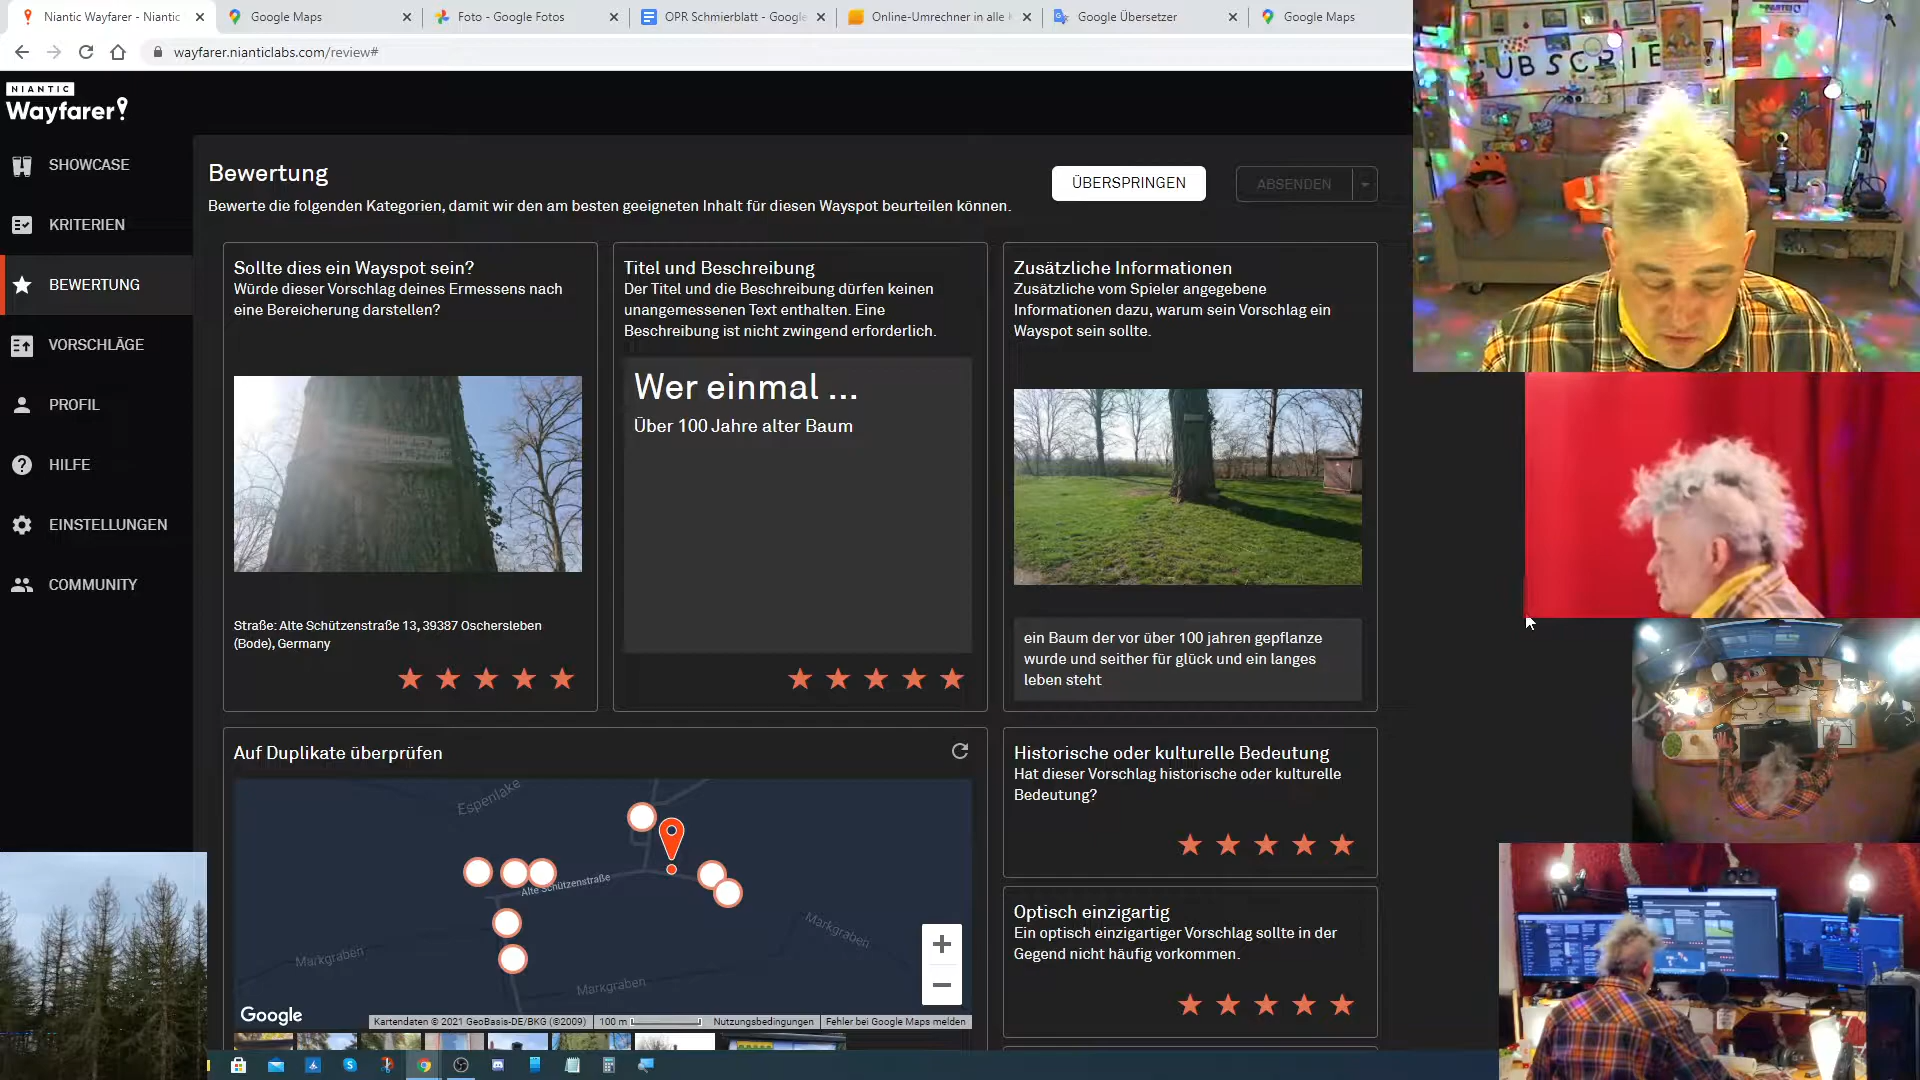 Niantic Wayfarer - Niantic
Google Maps
Foto - Google Fotos
OPR Schmierblatt - Google
Online-Umrechner in alle
Google Übersetzer
Google Maps
wayfarer.nianticlabs.com/review#
NIANTIC
Wayfarer
SHOWCASE
KRITERIEN
BEWERTUNG
VORSCHLÄGE
PROFIL
HILFE
EINSTELLUNGEN
COMMUNITY
Bewertung
Bewerte die folgenden Kategorien, damit wir den am besten geeigneten Inhalt für diesen Wayspot beurteilen können.
ÜBERSPRINGEN
ABSENDEN
Sollte dies ein Wayspot sein?
Würde dieser Vorschlag deines Ermessens nach
eine Bereicherung darstellen?
Straße: Alte Schützenstraße 13, 39387 Oschersleben
(Bode), Germany
Titel und Beschreibung
Der Titel und die Beschreibung dürfen keinen
unangemessenen Text enthalten. Eine
Beschreibung ist nicht zwingend erforderlich.
Wer einmal ...
Über 100 Jahre alter Baum
Zusätzliche Informationen
Zusätzliche vom Spieler angegebene
Informationen dazu, warum sein Vorschlag ein
Wayspot sein sollte.
ein Baum der vor über 100 jahren gepflanze
wurde und seither für glück und ein langes
leben steht
Auf Duplikate überprüfen
Espenlake
Alte Schützenstraße
Markgraben
Markgraben
Markgraben
Google
Kartendaten © 2021 GeoBasis-DE/BKG (©2009)
100 m
Nutzungsbedingungen
Fehler bei Google Maps melden
Historische oder kulturelle Bedeutung
Hat dieser Vorschlag historische oder kulturelle
Bedeutung?
Optisch einzigartig
Ein optisch einzigartiger Vorschlag sollte in der
Gegend nicht häufig vorkommen.
UBSCRIBE